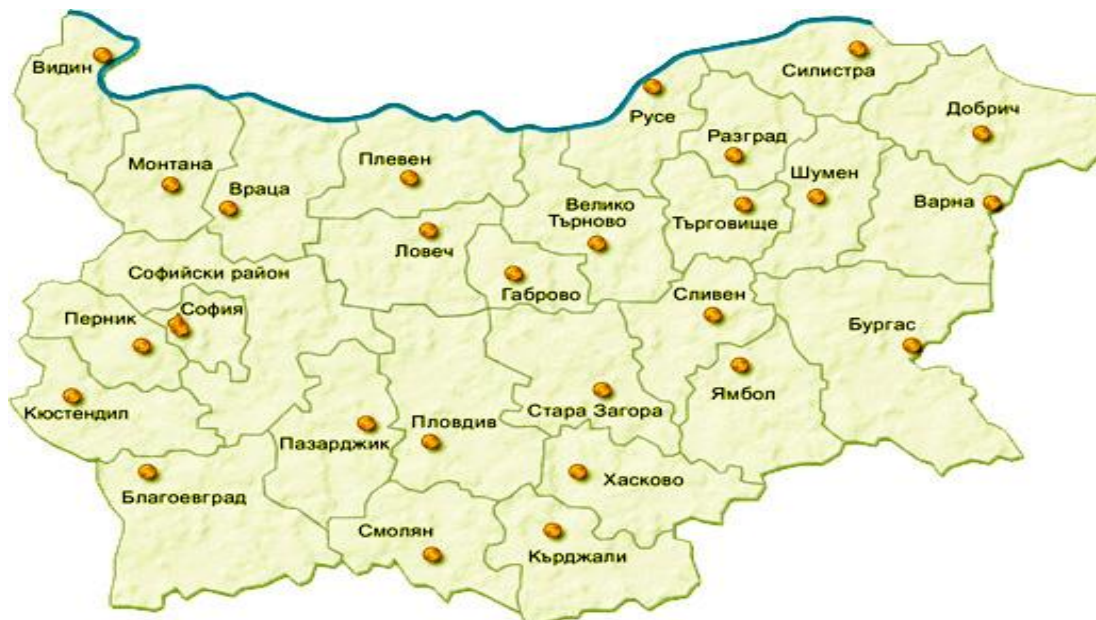 Видин
Силистра
Русе
Добрич
Разград
Монтана
Плевен
Шумен
Враца
Велико
Търново
Търговище
Варна
Ловеч
Софийски район
Габрово
Сливен
София
Перник
Бургас
Ямбол
Кюстендил
Стара Загора
Пловдив
Пазарджик
Хасково
Благоевград
Смолян
Кърджали